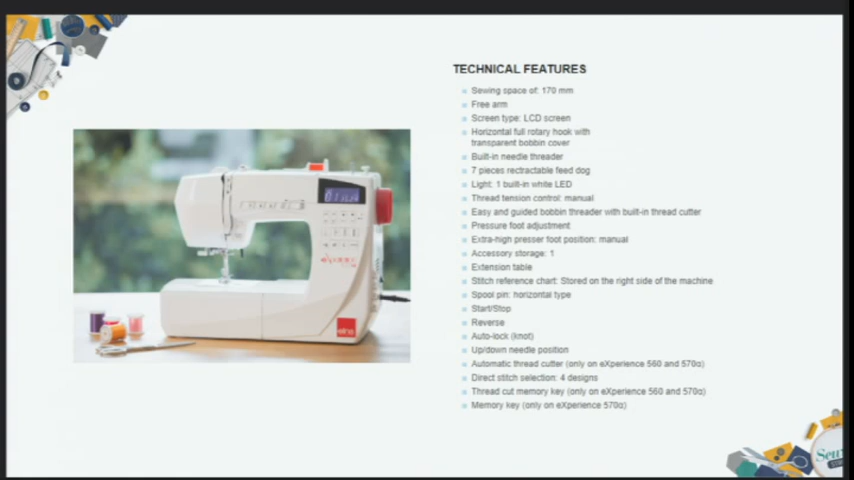 TECHNICAL FEATURES
Sewing space of: 170 mm
Free arm
Screen type: LCD screen
Horizontal full rotary hook with
transparent bobbin cover
Built-in needle threader
7 pieces rectractable feed dog
Light: 1 built-in white LED
Thread tension control: manual
Easy and guided bobbin threader with built-in thread cutter
Pressure foot adjustment
Extra-high presser foot position: manual
Accessory storage: 1
Extension table
Stitch reference chart: Stored on the right side of the machine
Spool pin: horizontal type
Start/Stop
Reverse
Auto-lock (knot)
Up/down needle position
Automatic thread cutter (only on eXperience 560 and 570α)
Direct stitch selection: 4 designs
Thread cut memory key (only on eXperience 560 and 570α)
Memory key (only on eXperience 570α)
elna